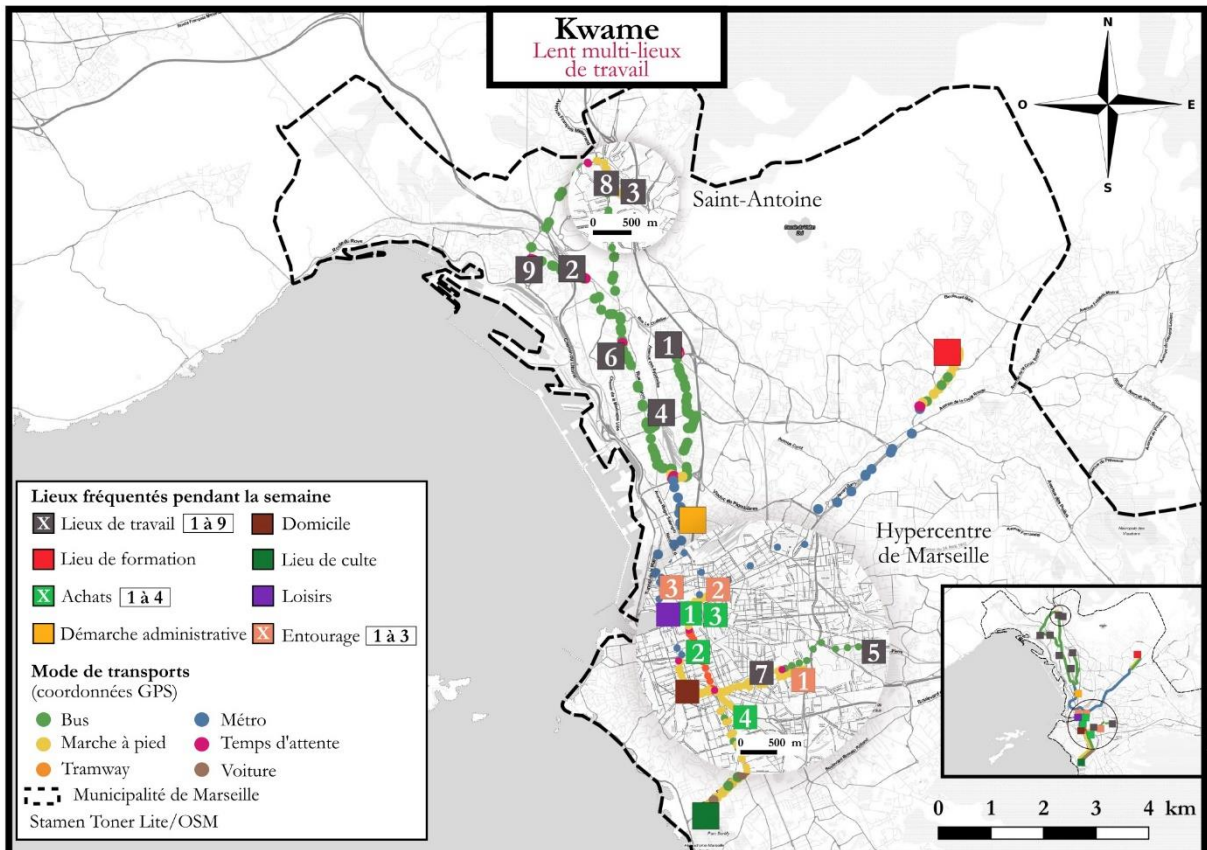 Kwame
Lent multi-lieux
de travail
N
O
E
S
Saint-Antoine
8
3
0 500 m
9
2
6
1
4
Hypercentre
de Marseille
3
2
1
3
2
7
5
1
4
0 500 m
Lieux fréquentés pendant la semaine
X Lieux de travail 1 à 9
Domicile
Lieu de formation
Lieu de culte
X Achats 1 à 4
Loisirs
Démarche administrative
X Entourage 1 à 3
Mode de transports
(coordonnées GPS)
Bus
Métro
Marche à pied
Temps d'attente
Tramway
Voiture
Municipalité de Marseille
Stamen Toner Lite/OSM
0 1 2 3 4 km